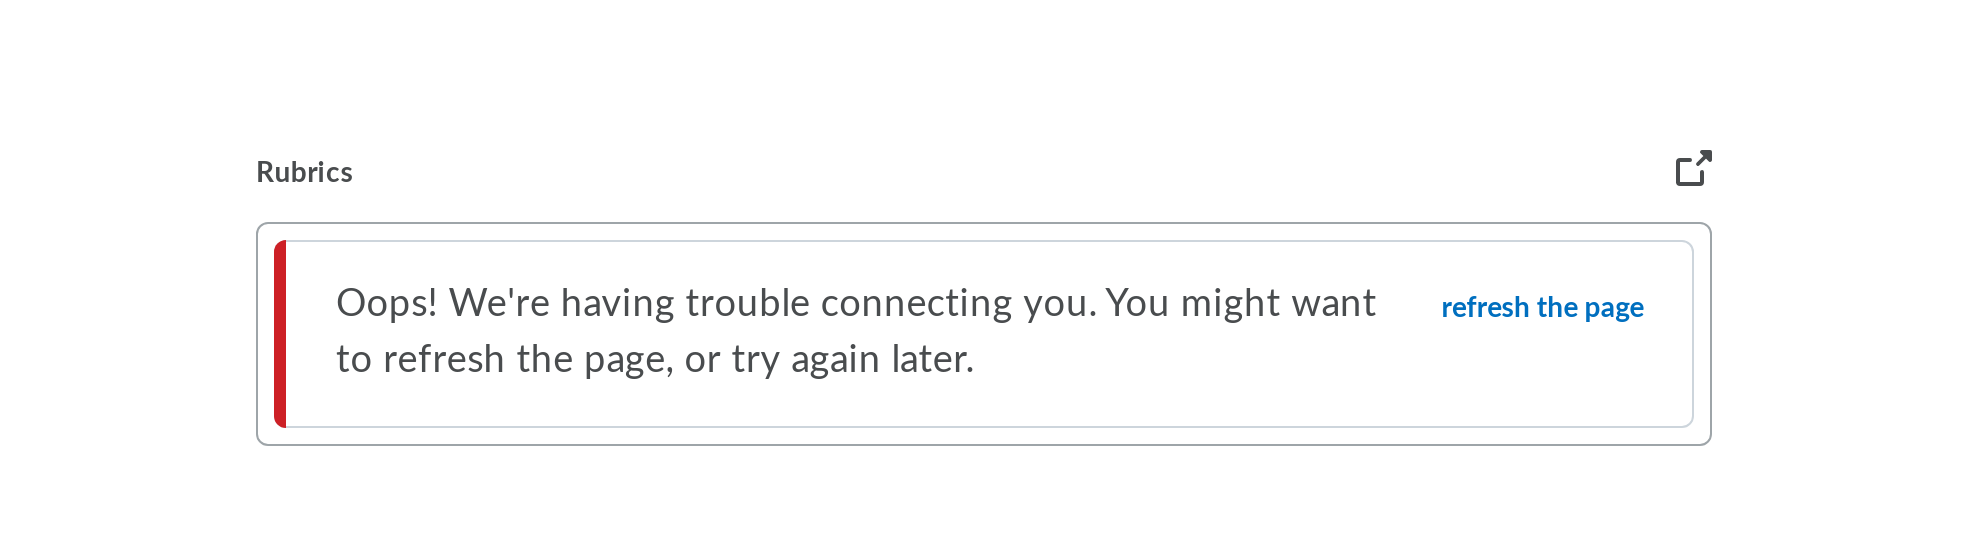 Rubrics
Oops! We're having trouble connecting you. You might want
to refresh the page, or try again later.
refresh the page